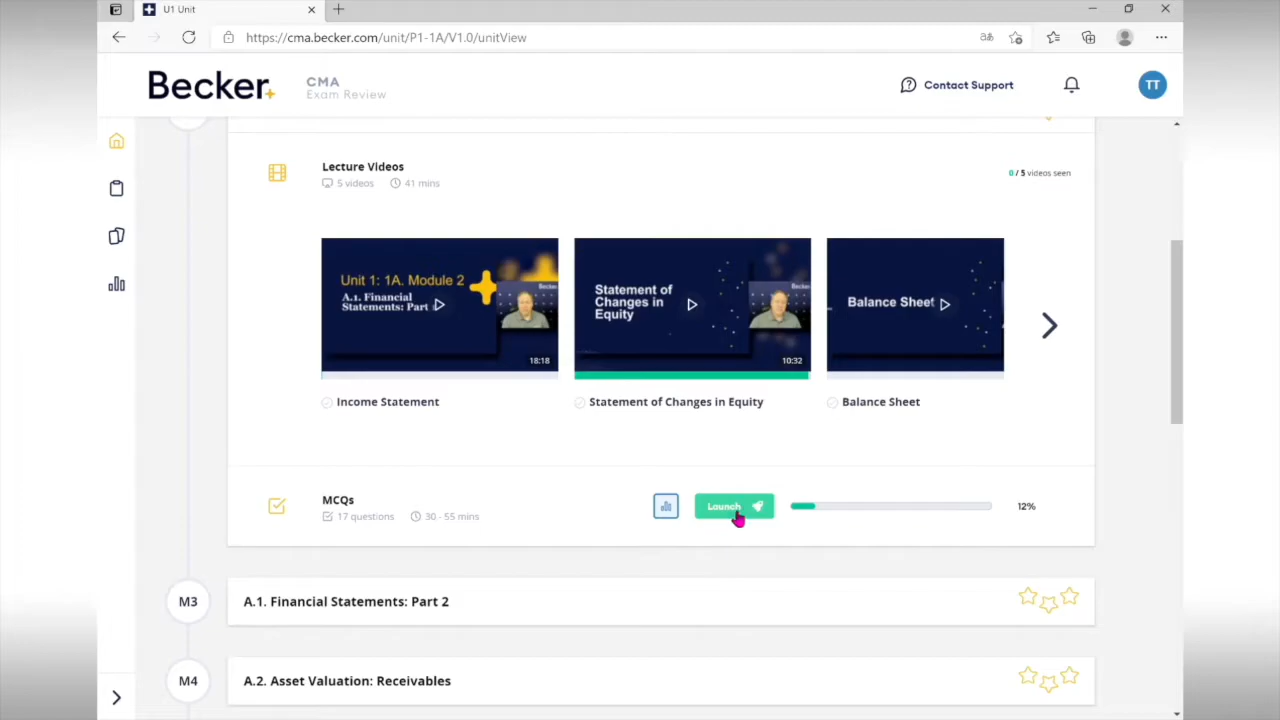 U1 Unit
https://cma.becker.com/unit/P1-1A/V1.0/unitView
Becker
CMA
Exam Review
Contact Support
TT
Lecture Videos
5 videos 41 mins
0 / 5 videos seen
Unit 1: 1A. Module 2
A.1. Financial
Statements: Part
Becker
18:18
Statement of
Changes in
Equity
Becker
10:32
Balance Sheet
Income Statement
Statement of Changes in Equity
Balance Sheet
MCQs
17 questions 30 - 55 mins
Launch
12%
M3
A.1. Financial Statements: Part 2
M4
A.2. Asset Valuation: Receivables